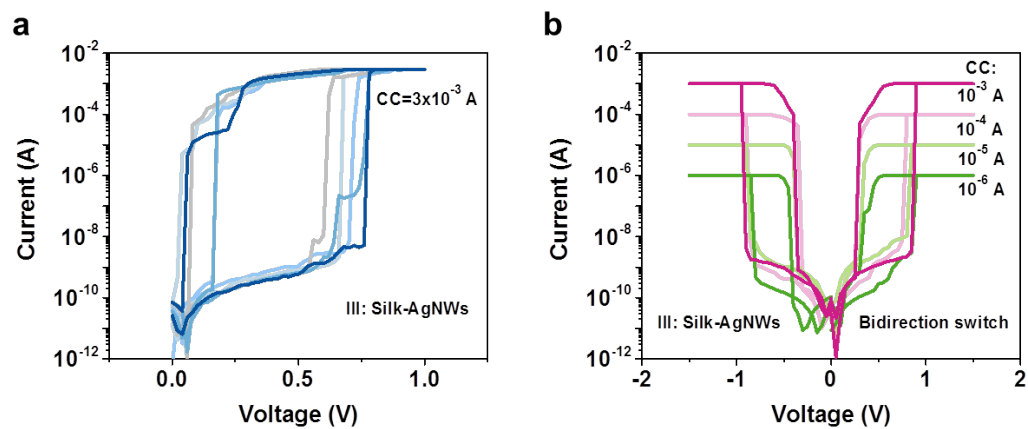 a
10⁻²
10⁻⁴
10⁻⁶
10⁻⁸
10⁻¹⁰
10⁻¹²
Current (A)
CC=3x10⁻³ A
III: Silk-AgNWs
0.0 0.5 1.0
Voltage (V)
b
10⁻²
10⁻⁴
10⁻⁶
10⁻⁸
10⁻¹⁰
10⁻¹²
Current (A)
CC:
10⁻³ A
10⁻⁴ A
10⁻⁵ A
10⁻⁶ A
III: Silk-AgNWs Bidirection switch
-2 -1 0 1 2
Voltage (V)